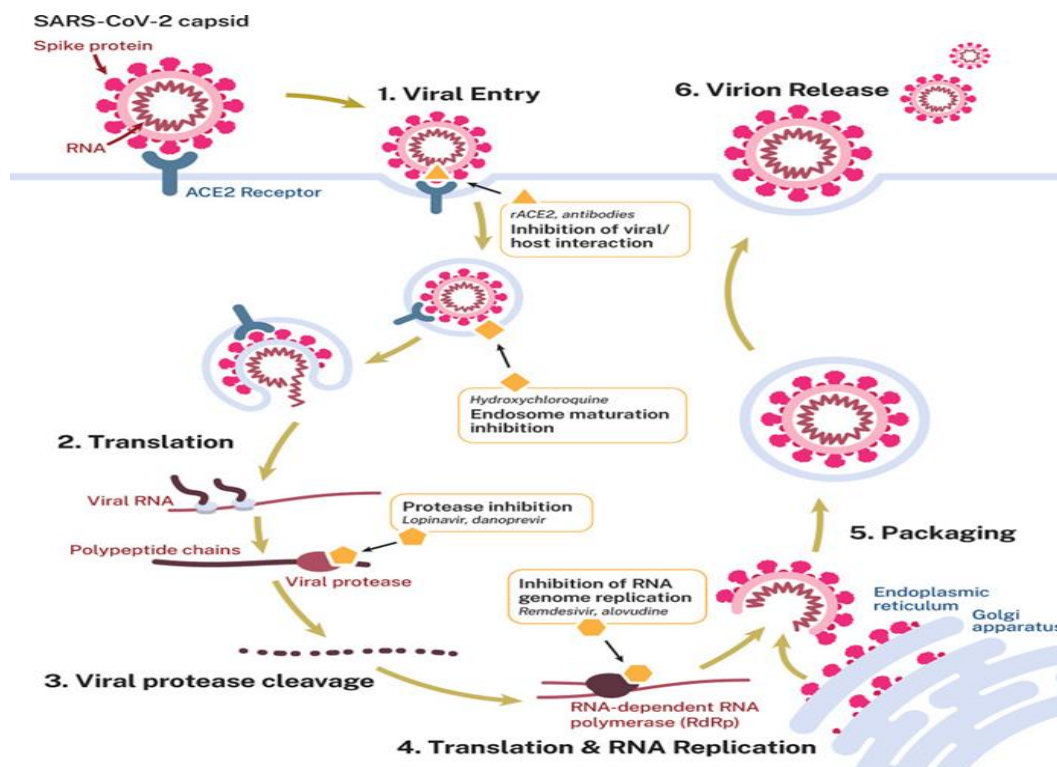 SARS-CoV-2 capsid
Spike protein
RNA
ACE2 Receptor
1. Viral Entry
rACE2, antibodies
Inhibition of viral/
host interaction
Hydroxychloroquine
Endosome maturation
inhibition
2. Translation
Viral RNA
Polypeptide chains
Viral protease
Protease inhibition
Lopinavir, danoprevir
3. Viral protease cleavage
Inhibition of RNA
genome replication
Remdesivir, alovudine
RNA-dependent RNA
polymerase (RdRp)
4. Translation & RNA Replication
5. Packaging
Endoplasmic
reticulum
Golgi
apparatus
6. Virion Release